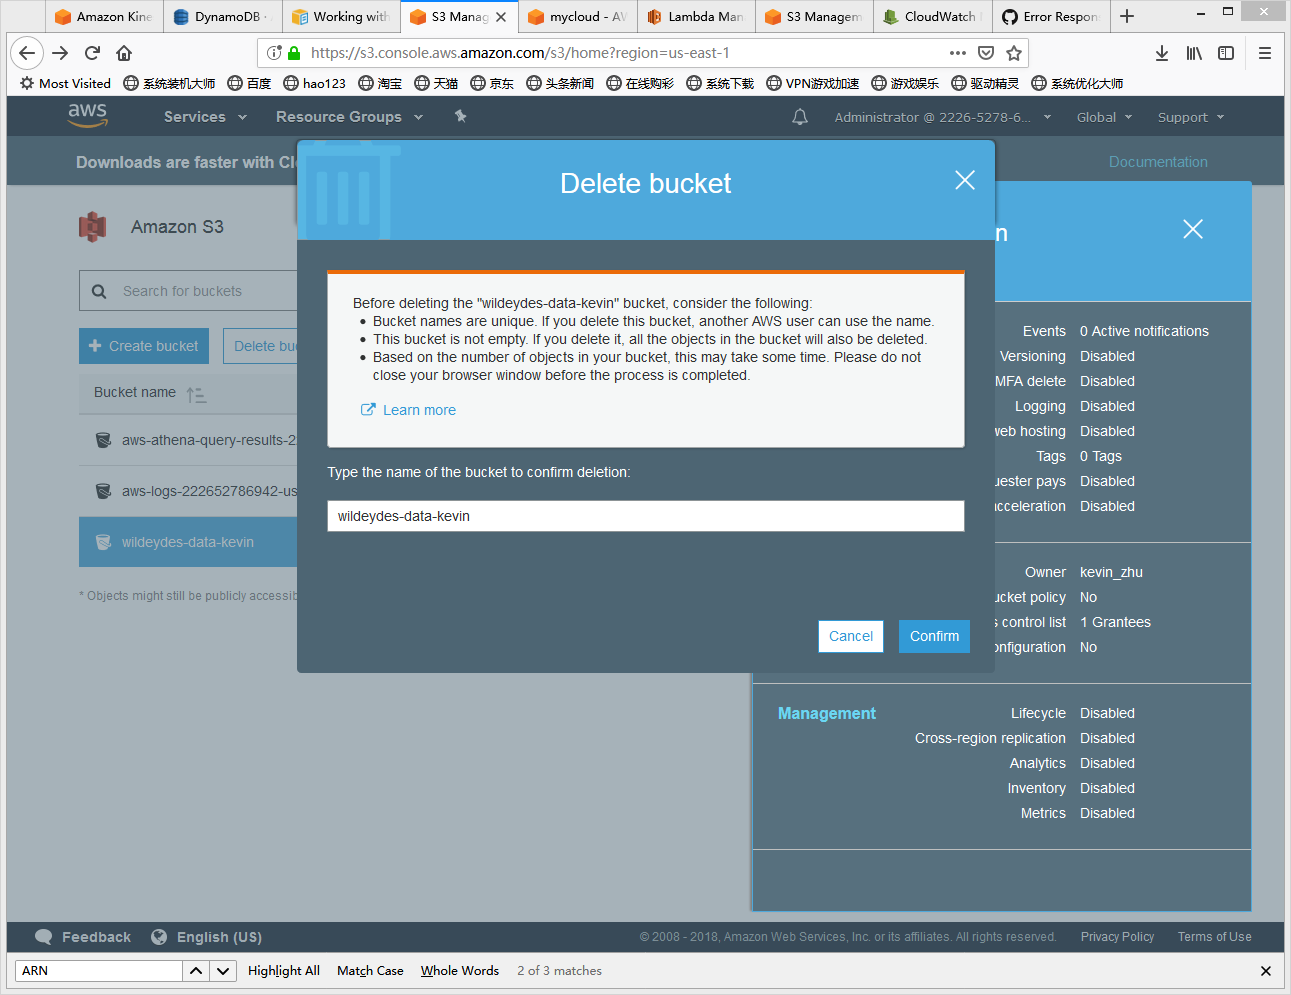 Amazon Kine
DynamoDB ·
Working with
S3 Manag
mycloud - AV
Lambda Man
S3 Managem
CloudWatch
Error Respon
https://s3.console.aws.amazon.com/s3/home?region=us-east-1
Most Visited
系统装机大师
百度
hao123
淘宝
天猫
京东
头条新闻
在线购彩
系统下载
VPN游戏加速
游戏娱乐
驱动精灵
系统优化大师
aws
Services
Resource Groups
Administrator @ 2226-5278-6...
Global
Support
Downloads are faster with Cl
Documentation
Delete bucket
n
Amazon S3
Search for buckets
Create bucket
Delete bu
Bucket name
aws-athena-query-results-2
aws-logs-222652786942-us
wildeydes-data-kevin
* Objects might still be publicly accessib
Before deleting the "wildeydes-data-kevin" bucket, consider the following:
• Bucket names are unique. If you delete this bucket, another AWS user can use the name.
• This bucket is not empty. If you delete it, all the objects in the bucket will also be deleted.
• Based on the number of objects in your bucket, this may take some time. Please do not
close your browser window before the process is completed.
Learn more
Type the name of the bucket to confirm deletion:
wildeydes-data-kevin
Cancel
Confirm
Events 0 Active notifications
Versioning Disabled
MFA delete Disabled
Logging Disabled
web hosting Disabled
Tags 0 Tags
uester pays Disabled
cceleration Disabled
Owner kevin_zhu
ucket policy No
s control list 1 Grantees
onfiguration No
Management
Lifecycle Disabled
Cross-region replication Disabled
Analytics Disabled
Inventory Disabled
Metrics Disabled
Feedback
English (US)
© 2008 - 2018, Amazon Web Services, Inc. or its affiliates. All rights reserved.
Privacy Policy
Terms of Use
ARN
Highlight All
Match Case
Whole Words
2 of 3 matches